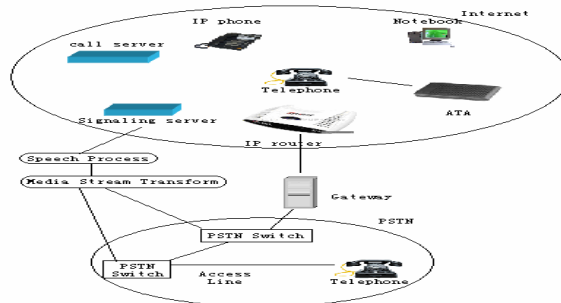 Internet
IP phone
Notebook
call server
Telephone
ATA
Signaling server
IP router
Speech Process
Media Stream Transform
Gateway
PSTN
PSTN Switch
PSTN
Switch
Access
Line
Telephone